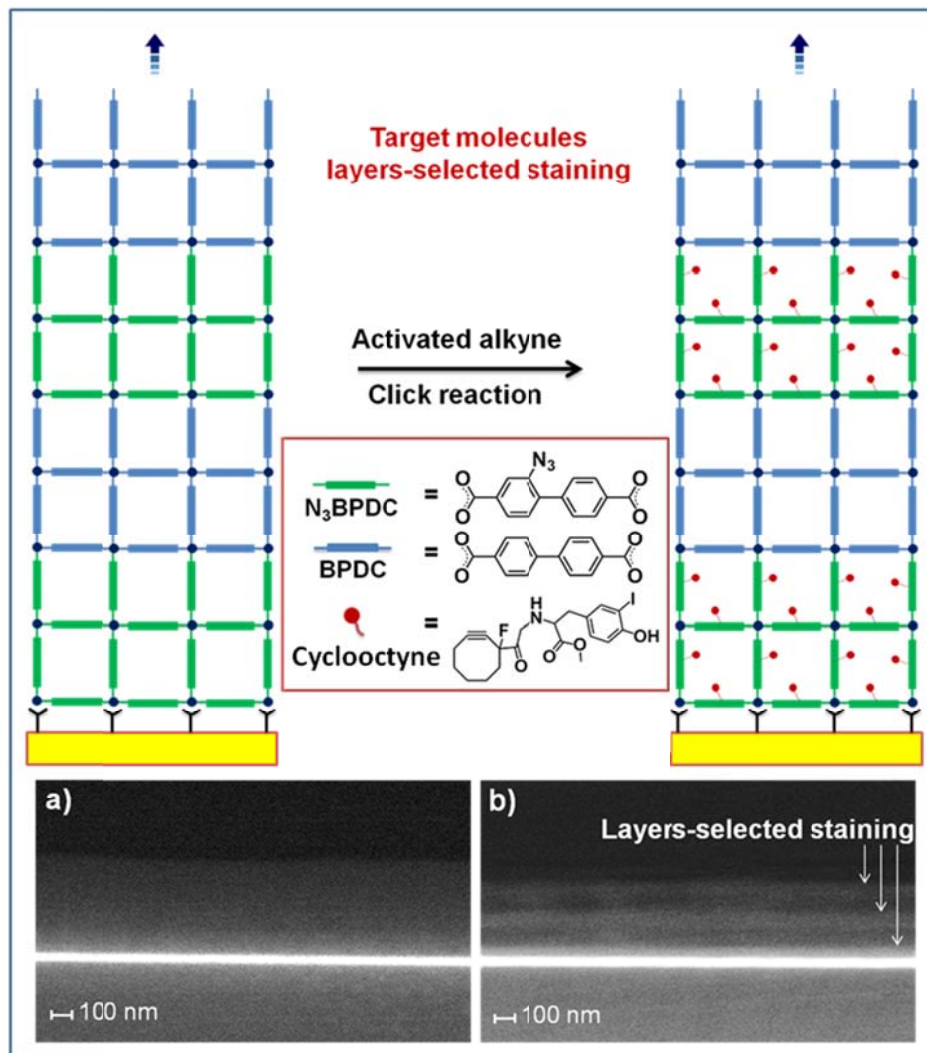 Target molecules
layers-selected staining
Activated alkyne
Click reaction
N₃BPDC = N₃ O O O O
BPDC = O O O O
Cyclooctyne = F O H N O O I OH
a)
100 nm
b)
Layers-selected staining
100 nm